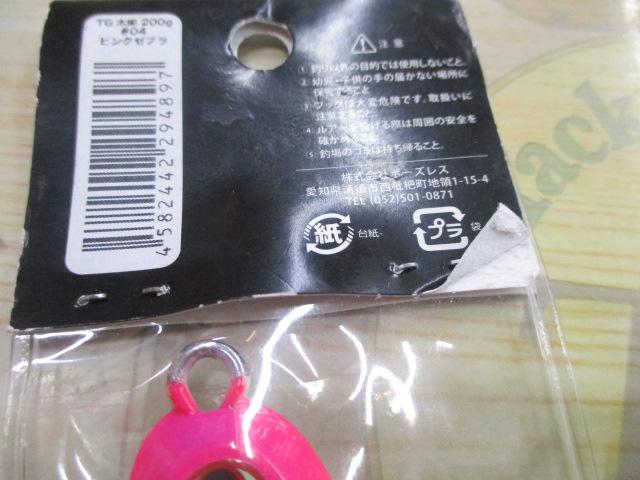 TG 太閤 200g
#04
ピンクゼブラ
4582442294897
注意
① 釣り以外の目的では使用しないこと。
② 幼児・子供の手の届かない場所に
保管すること
③ フックは大変危険です。取扱いに
注意すること。
④ ルアーを投げる際は周囲の安全を
確かめること。
⑤ 釣場のゴミは持ち帰ること。
株式会社ボーズレス
愛知県清須市西枇杷町地領1-15-4
TEL (052)501-0871
紙
台紙、
プラ
袋